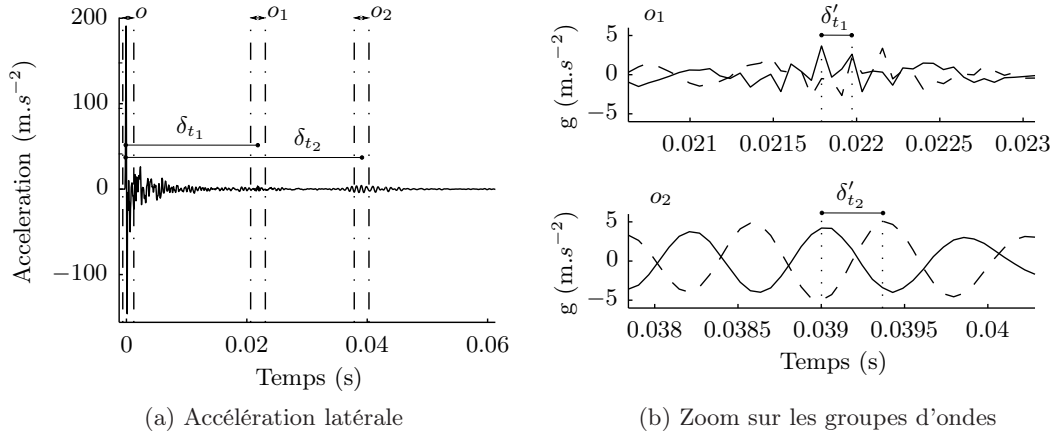 o o₁ o₂
200
100
0
−100
Acceleration (m.s⁻²)
δt₁
δt₂
0 0.02 0.04 0.06
Temps (s)
(a) Accélération latérale
o₁ δ′t₁
5
0
−5
g (m.s⁻²)
0.021 0.0215 0.022 0.0225 0.023
o₂ δ′t₂
5
0
−5
g (m.s⁻²)
0.038 0.0385 0.039 0.0395 0.04
Temps (s)
(b) Zoom sur les groupes d'ondes